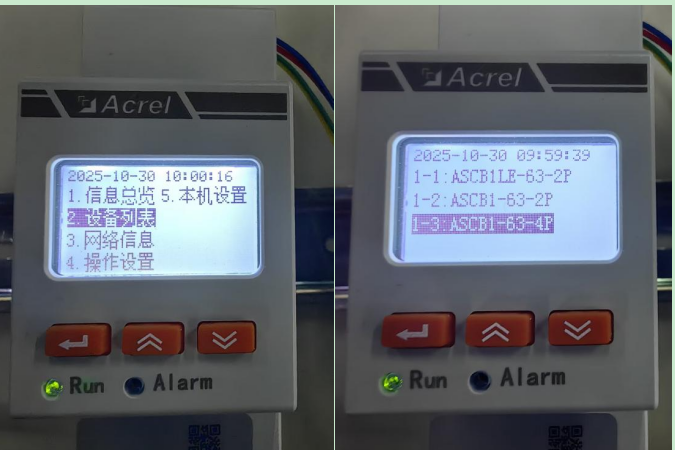 Acrel
2025-10-30 10:00:16
1.信息总览 5.本机设置
2.设备列表
3.网络信息
4.操作设置
Run
Alarm
Acrel
2025-10-30 09:59:39
1-1:ASCB1LE-63-2P
1-2:ASCB1-63-2P
1-3:ASCB1-63-4P
Run
Alarm